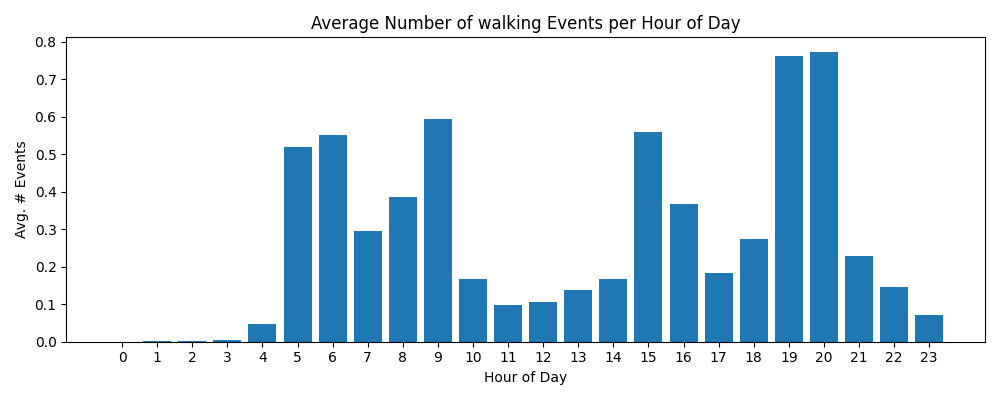 Average Number of walking Events per Hour of Day
Avg. # Events
0.8
0.7
0.6
0.5
0.4
0.3
0.2
0.1
0.0
0 1 2 3 4 5 6 7 8 9 10 11 12 13 14 15 16 17 18 19 20 21 22 23
Hour of Day